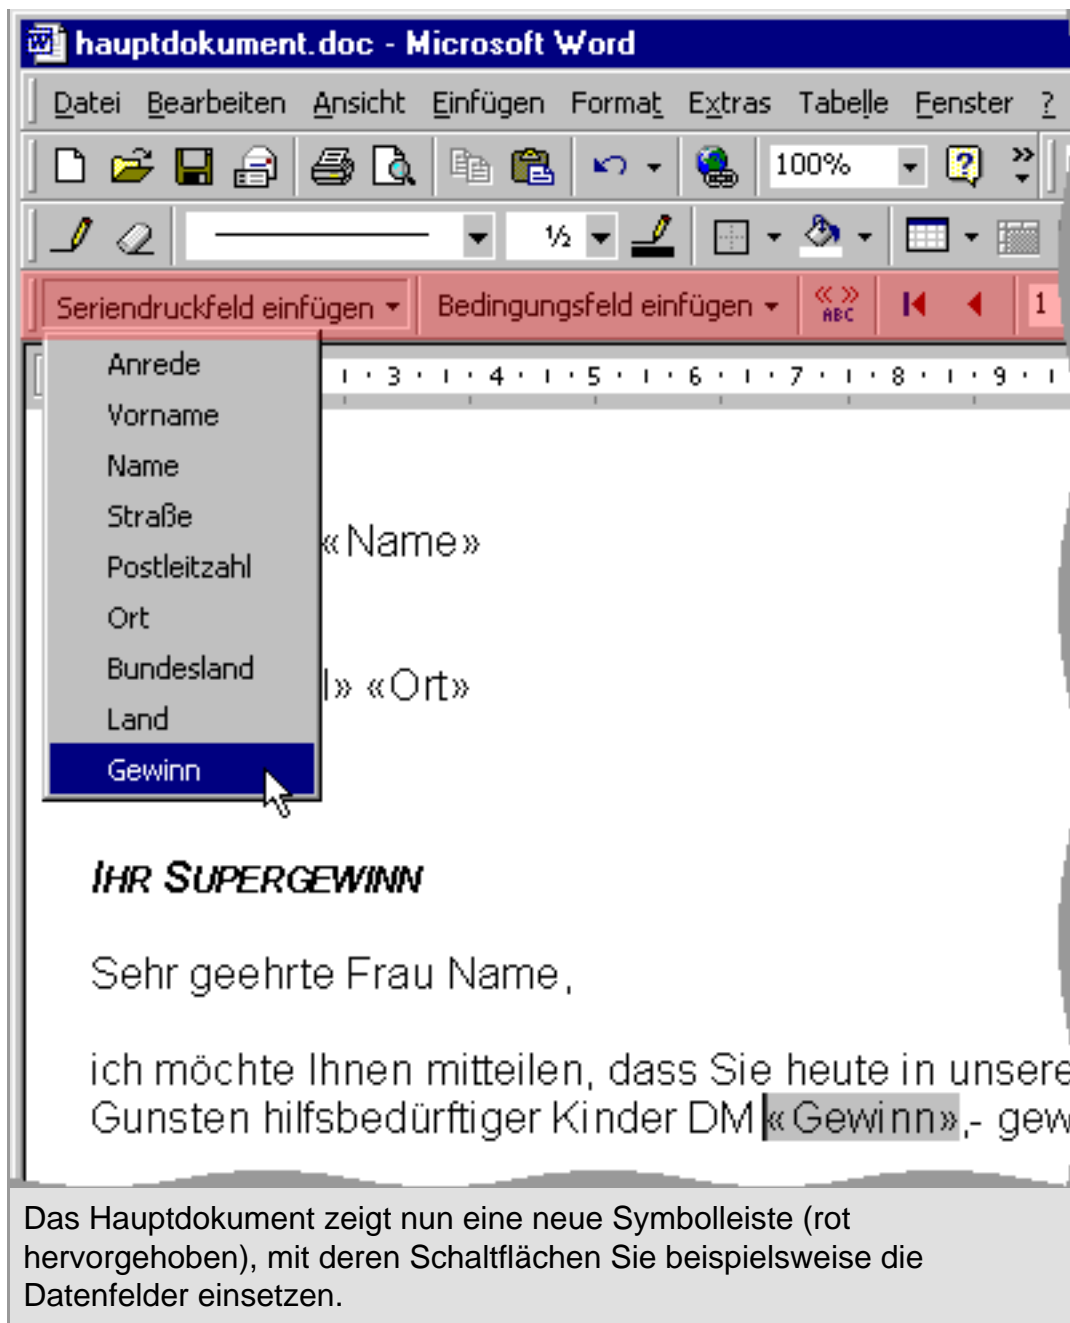 hauptdokument.doc - Microsoft Word
Datei Bearbeiten Ansicht Einfügen Format Extras Tabelle Fenster ?
100%
½
Seriendruckfeld einfügen Bedingungsfeld einfügen «» ABC 1
3 4 5 6 7 8 9
Anrede
Vorname
Name
Straße
Postleitzahl
Ort
Bundesland
Land
Gewinn
«Name»
l» «Ort»
IHR SUPERGEWINN
Sehr geehrte Frau Name,
ich möchte Ihnen mitteilen, dass Sie heute in unsere
Gunsten hilfsbedürftiger Kinder DM «Gewinn»,- gew
Das Hauptdokument zeigt nun eine neue Symbolleiste (rot
hervorgehoben), mit deren Schaltflächen Sie beispielsweise die
Datenfelder einsetzen.